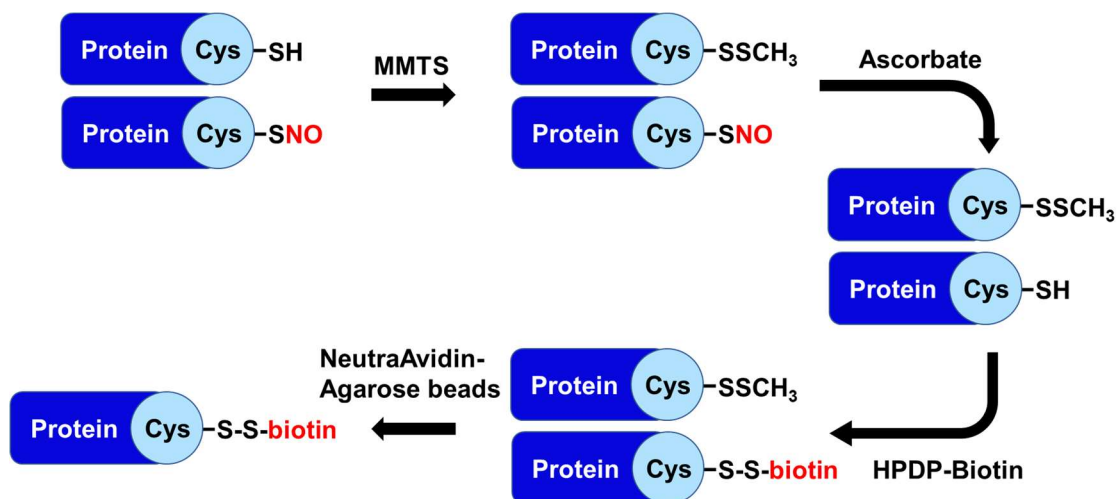 Protein Cys -SH
Protein Cys -SNO
MMTS
Protein Cys -SSCH₃
Protein Cys -SNO
Ascorbate
Protein Cys -SSCH₃
Protein Cys -SH
HPDP-Biotin
Protein Cys -SSCH₃
Protein Cys -S-S-biotin
NeutraAvidin-
Agarose beads
Protein Cys -S-S-biotin